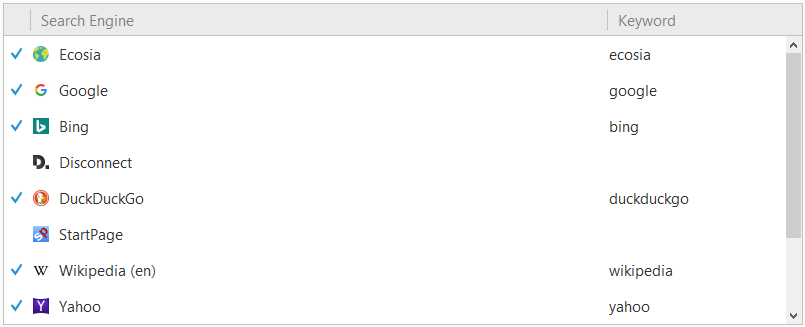 Search Engine Keyword
Ecosia ecosia
Google google
Bing bing
Disconnect
DuckDuckGo duckduckgo
StartPage
Wikipedia (en) wikipedia
Yahoo yahoo